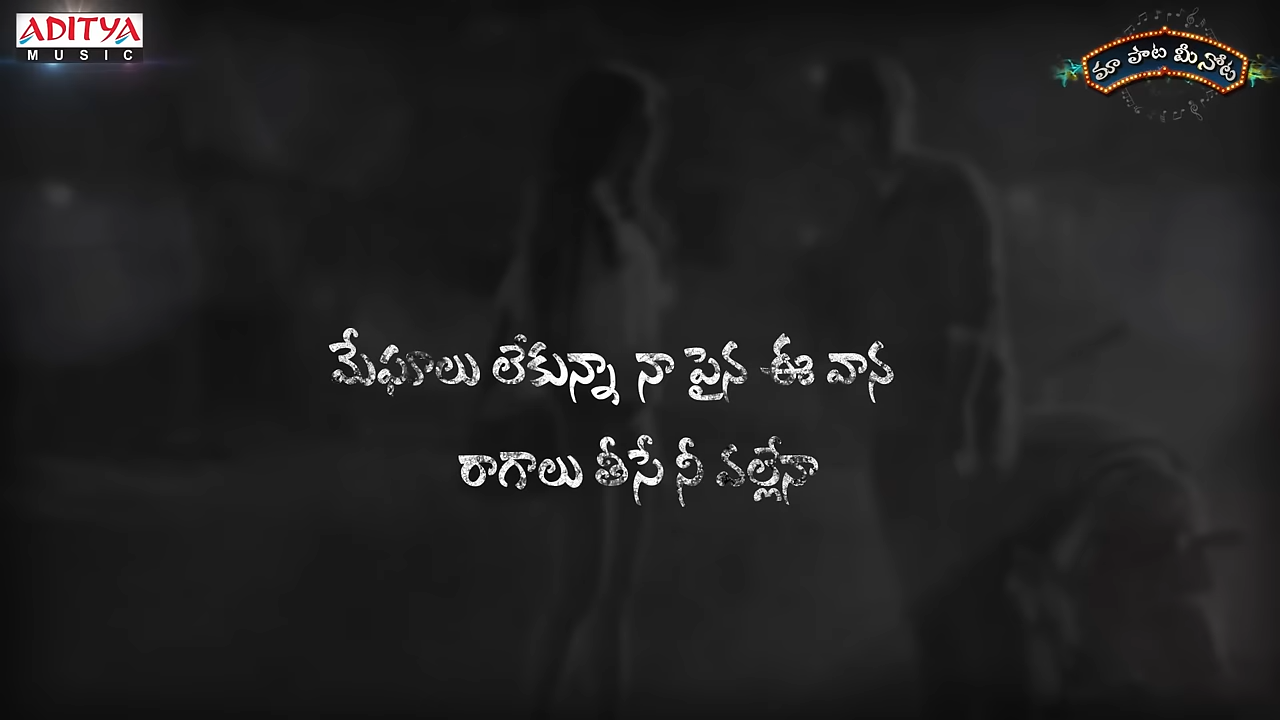 ADITYA
MUSIC
మా పాట మీ నోట
మేఘాలు లేకున్నా నా పైన ఈ వాన
రాగాలు తీసే నీ వల్లేనా